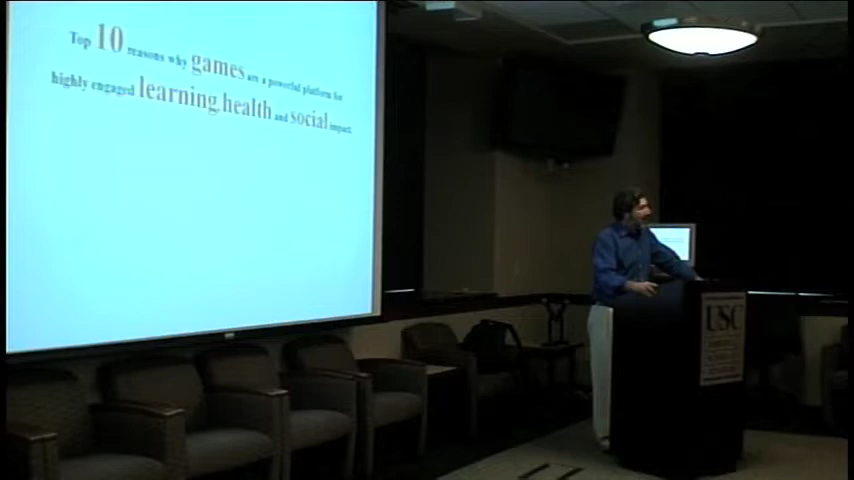 Top 10 reasons why games are a powerful platform for
highly engaged learning, health and social impact.
USC